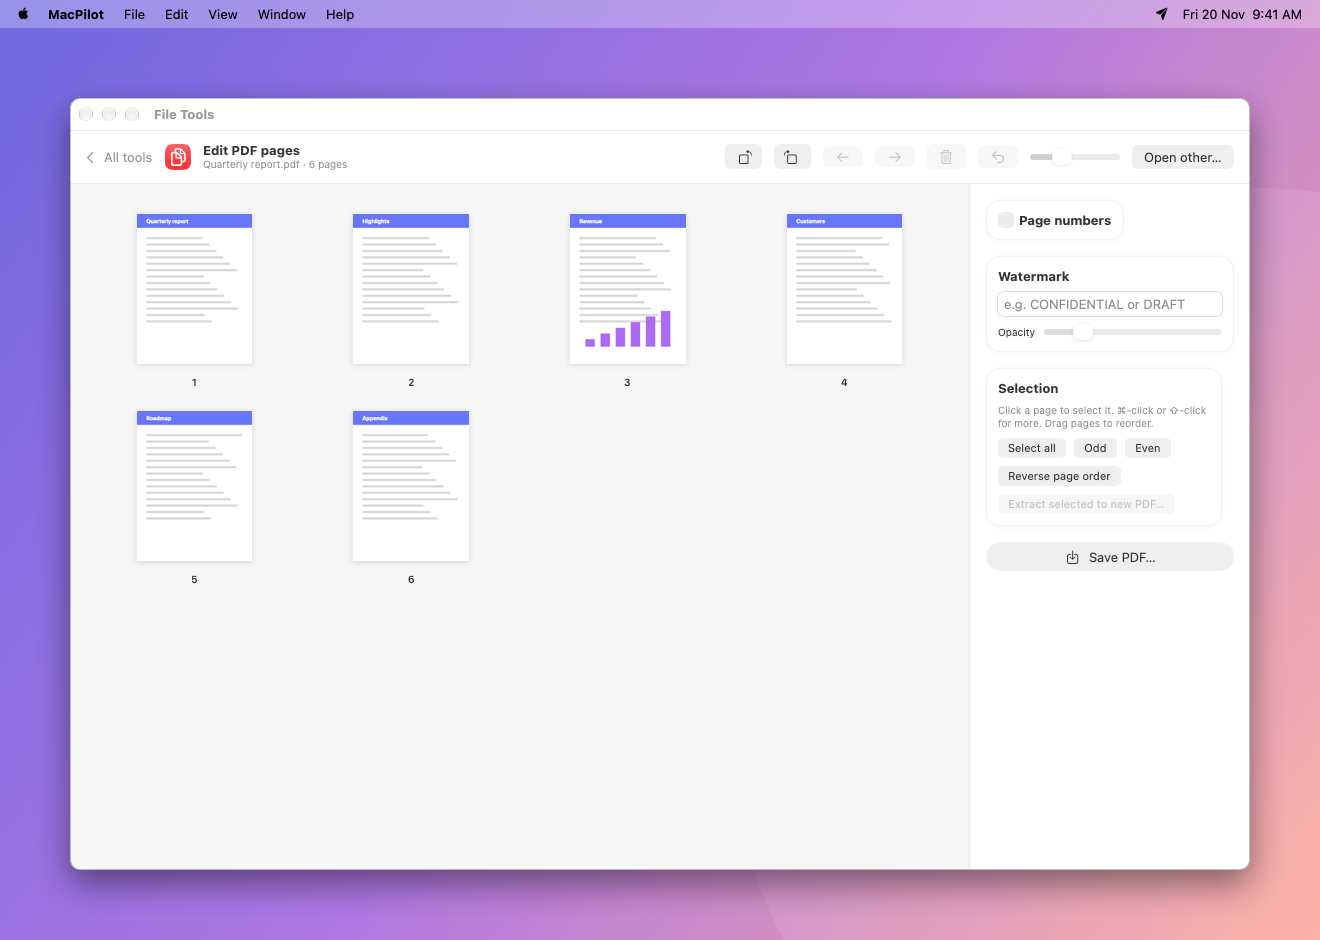 MacPilot File Edit View Window Help Fri 20 Nov 9:41 AM
File Tools
All tools
Edit PDF pages
Quarterly report.pdf · 6 pages
Open other...
Quarterly report
Highlights
Revenue
Customers
1
2
3
4
Roadmap
Appendix
5
6
Page numbers
Watermark
e.g. CONFIDENTIAL or DRAFT
Opacity
Selection
Click a page to select it. ⌘-click or ⇧-click
for more. Drag pages to reorder.
Select all Odd Even
Reverse page order
Extract selected to new PDF...
Save PDF...